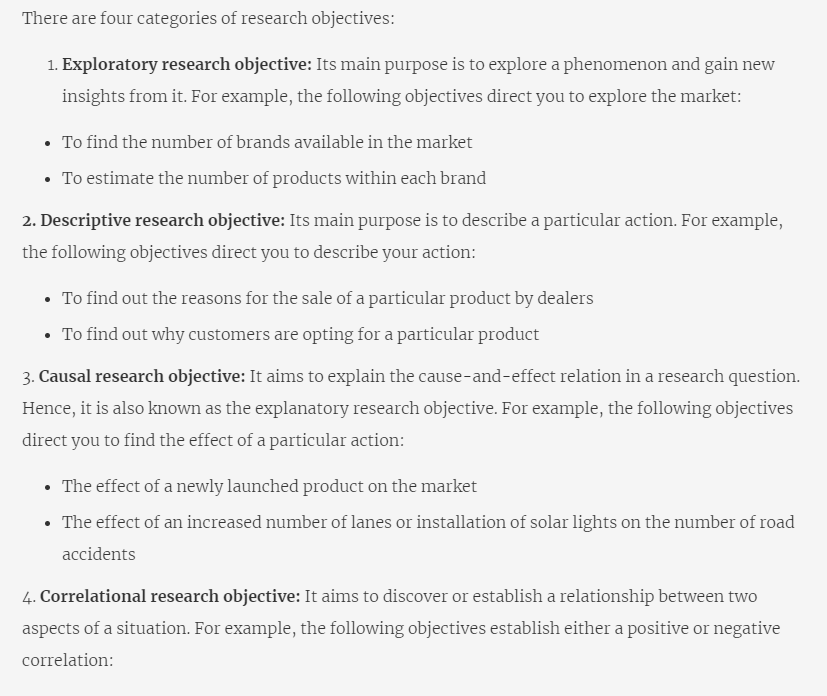 There are four categories of research objectives:
1. Exploratory research objective: Its main purpose is to explore a phenomenon and gain new
insights from it. For example, the following objectives direct you to explore the market:
• To find the number of brands available in the market
• To estimate the number of products within each brand
2. Descriptive research objective: Its main purpose is to describe a particular action. For example,
the following objectives direct you to describe your action:
• To find out the reasons for the sale of a particular product by dealers
• To find out why customers are opting for a particular product
3. Causal research objective: It aims to explain the cause-and-effect relation in a research question.
Hence, it is also known as the explanatory research objective. For example, the following objectives
direct you to find the effect of a particular action:
• The effect of a newly launched product on the market
• The effect of an increased number of lanes or installation of solar lights on the number of road
accidents
4. Correlational research objective: It aims to discover or establish a relationship between two
aspects of a situation. For example, the following objectives establish either a positive or negative
correlation: